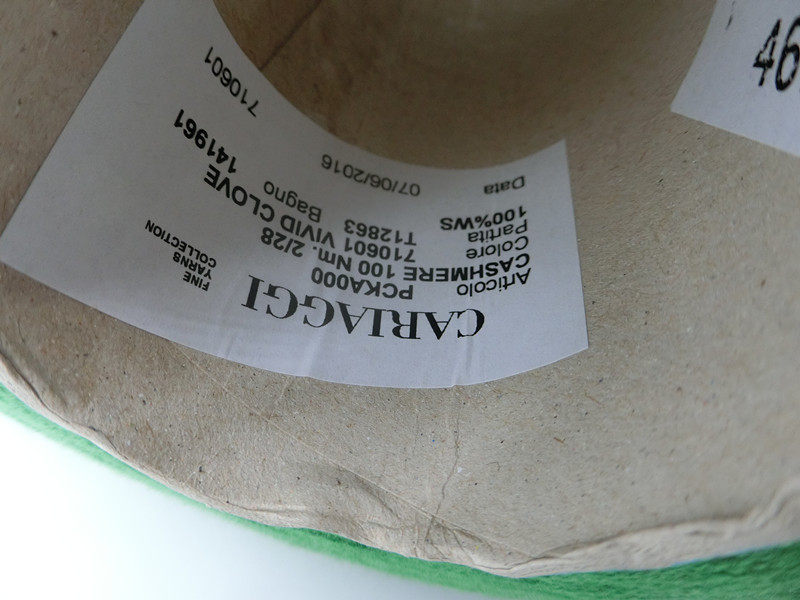 CARIAGGI
FINE
YARNS
COLLECTION
Articolo PCKA000
CASHMERE 100 Nm. 2/28
Colore 710601 VIVID CLOVE
Partita T12863 Bagno 141961
100%WS
Data 07/06/2016
710601
46